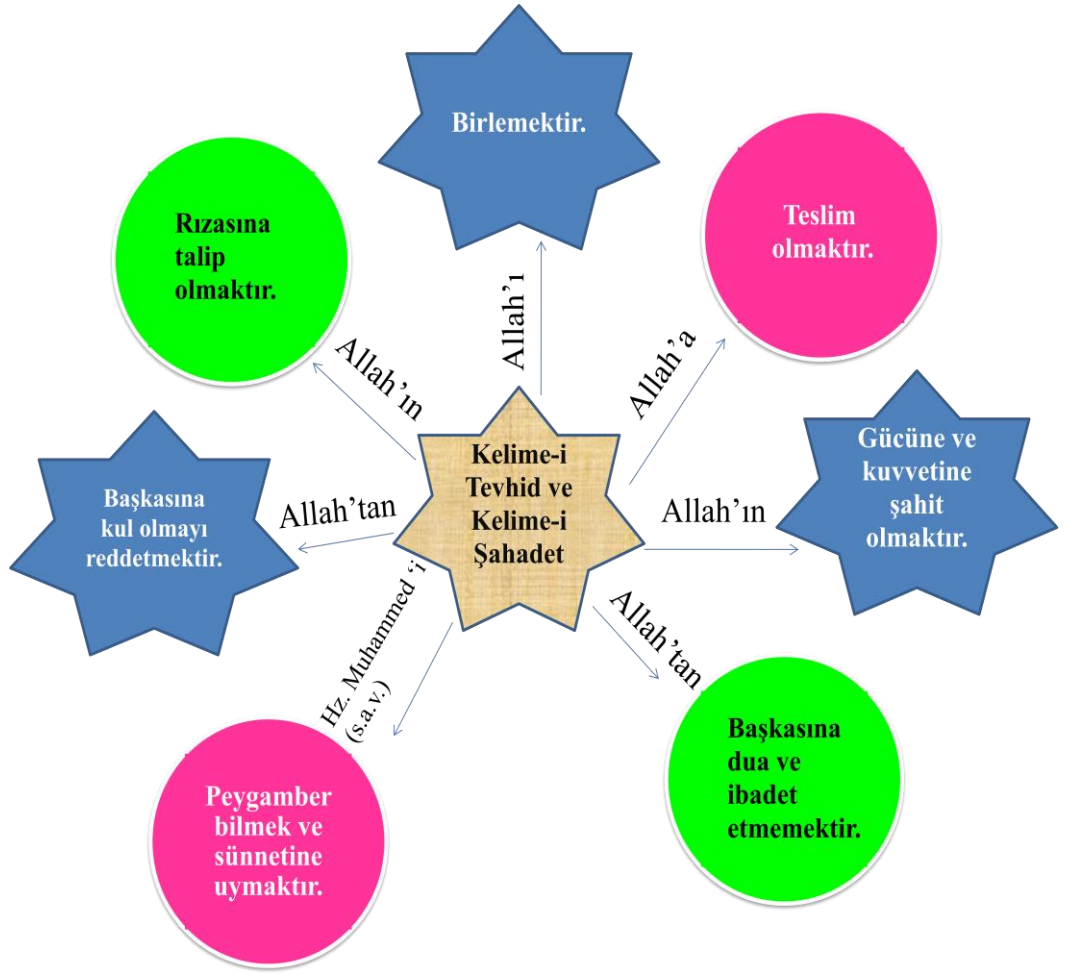 Birlemektir.
Allah'ı
Teslim
olmaktır.
Allah'a
Gücüne ve
kuvvetine
şahit
olmaktır.
Allah'ın
Başkasına
dua ve
ibadet
etmemektir.
Allah'tan
Peygamber
bilmek ve
sünnetine
uymaktır.
Hz. Muhammed ‘i
(s.a.v.)
Başkasına
kul olmayı
reddetmektir.
Allah'tan
Rızasına
talip
olmaktır.
Allah'ın
Kelime-i
Tevhid ve
Kelime-i
Şahadet